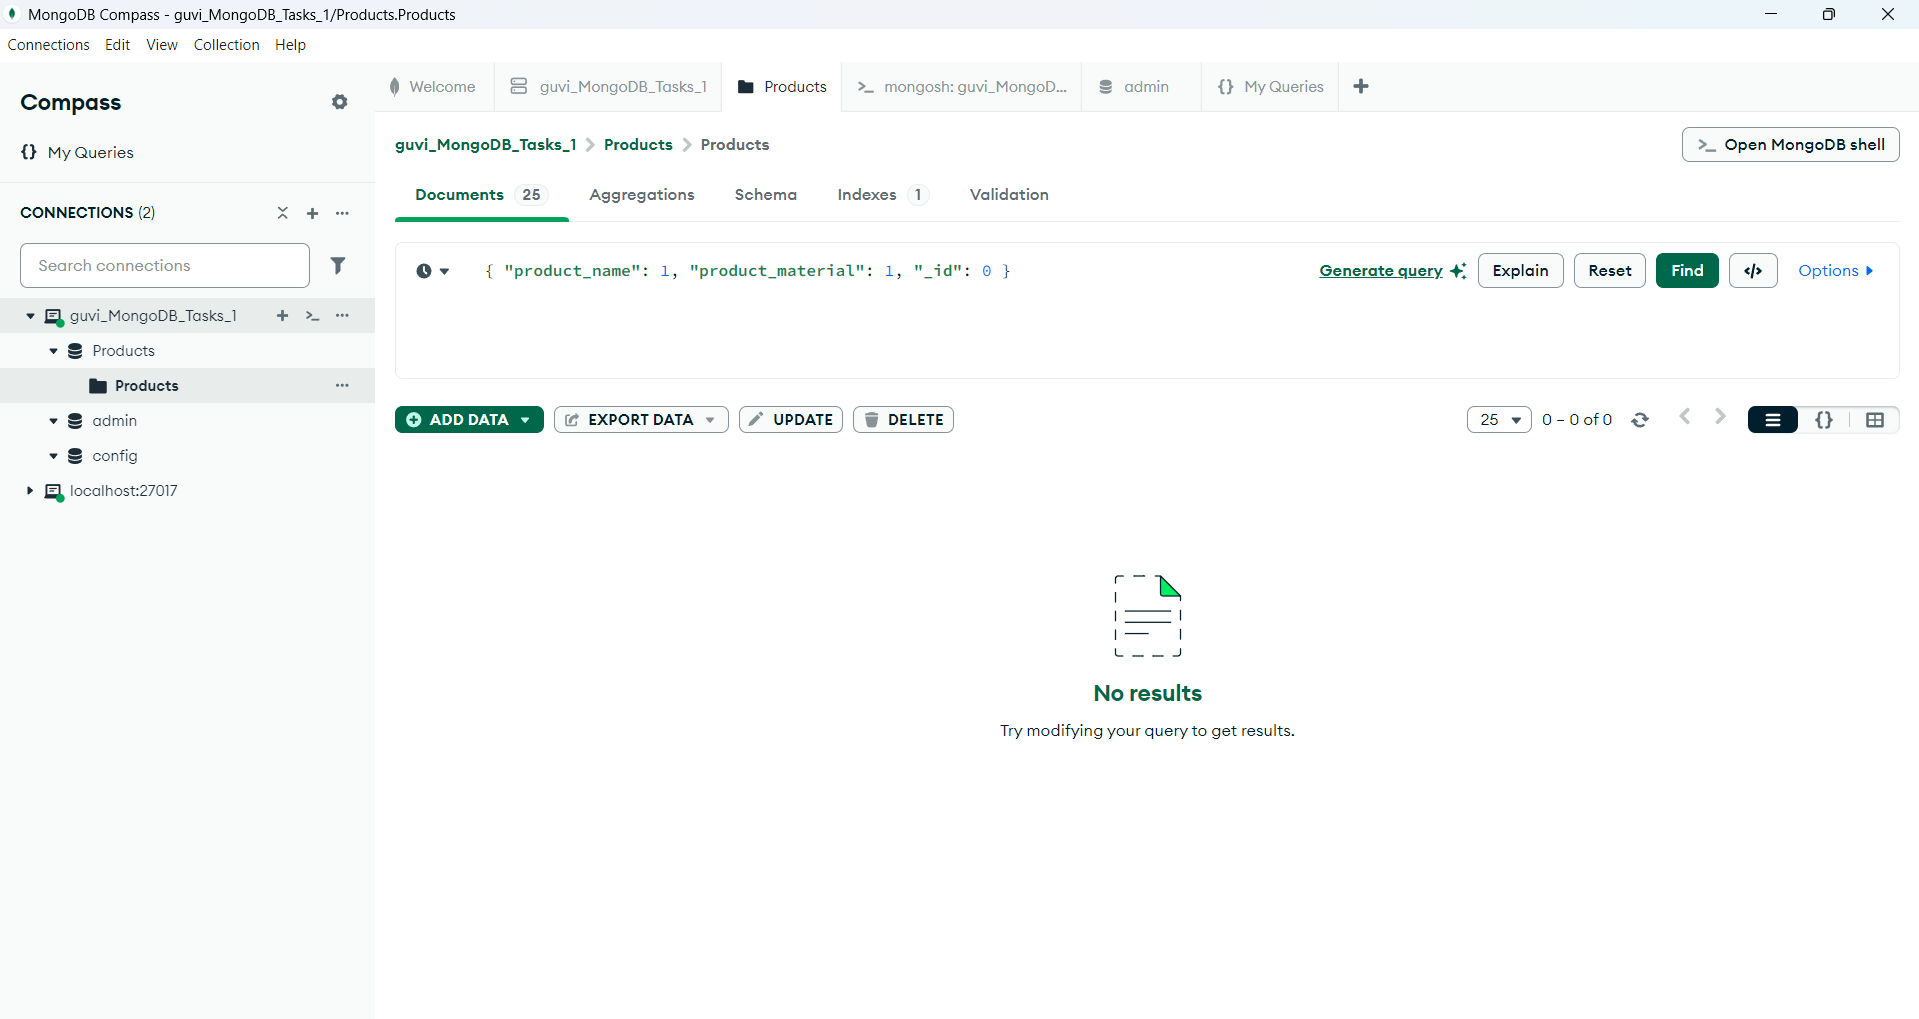 MongoDB Compass - guvi_MongoDB_Tasks_1/Products.Products
Connections Edit View Collection Help
Compass
{} My Queries
CONNECTIONS (2)
Search connections
guvi_MongoDB_Tasks_1
Products
Products
admin
config
localhost:27017
Welcome guvi_MongoDB_Tasks_1 Products >_ mongosh: guvi_MongoD... admin {} My Queries +
guvi_MongoDB_Tasks_1 > Products > Products
>_ Open MongoDB shell
Documents 25 Aggregations Schema Indexes 1 Validation
{ "product_name": 1, "product_material": 1, "_id": 0 }
Generate query Explain Reset Find </> Options
ADD DATA EXPORT DATA UPDATE DELETE
25 0 – 0 of 0 {}
No results
Try modifying your query to get results.